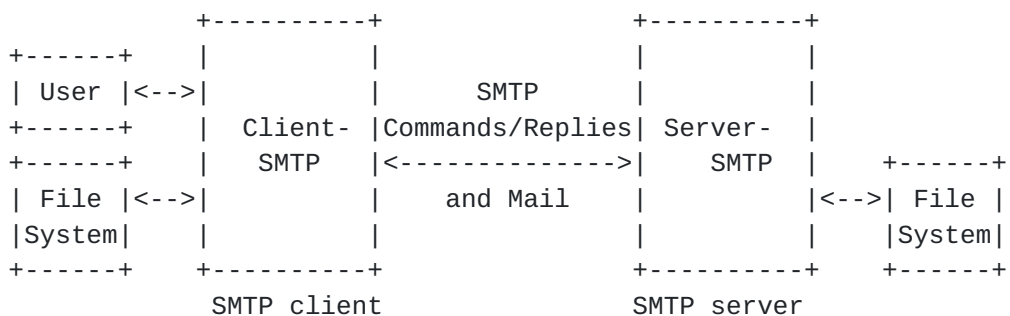 +----------+                +----------+
    +------+    |          |                |          |
    | User |<-->|          |      SMTP      |          |
    +------+    |  Client- |Commands/Replies| Server-  |
    +------+    |   SMTP   |<-------------->|    SMTP  |    +------+
    | File |<-->|          |    and Mail    |          |<-->| File |
    |System|    |          |                |          |    |System|
    +------+    +----------+                +----------+    +------+
                 SMTP client                SMTP server